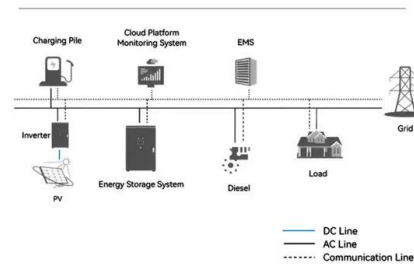 Charging Pile
Cloud Platform
Monitoring System
EMS
Grid
Inverter
PV
Energy Storage System
Diesel
Load
DC Line
AC Line
Communication Line